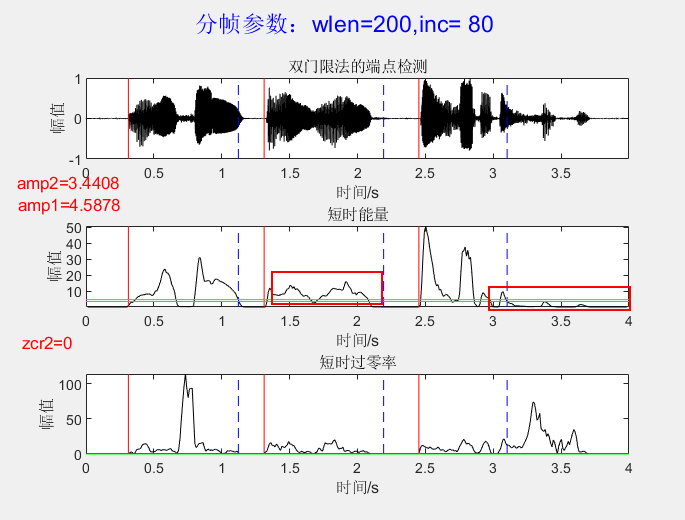 分帧参数：wlen=200,inc= 80
双门限法的端点检测
1
0
-1
幅值
0 0.5 1 1.5 2 2.5 3 3.5 4
时间/s
amp2=3.4408
amp1=4.5878
短时能量
50
40
30
20
10
幅值
0 0.5 1 1.5 2 2.5 3 3.5 4
时间/s
zcr2=0
短时过零率
100
50
0
幅值
0 0.5 1 1.5 2 2.5 3 3.5 4
时间/s